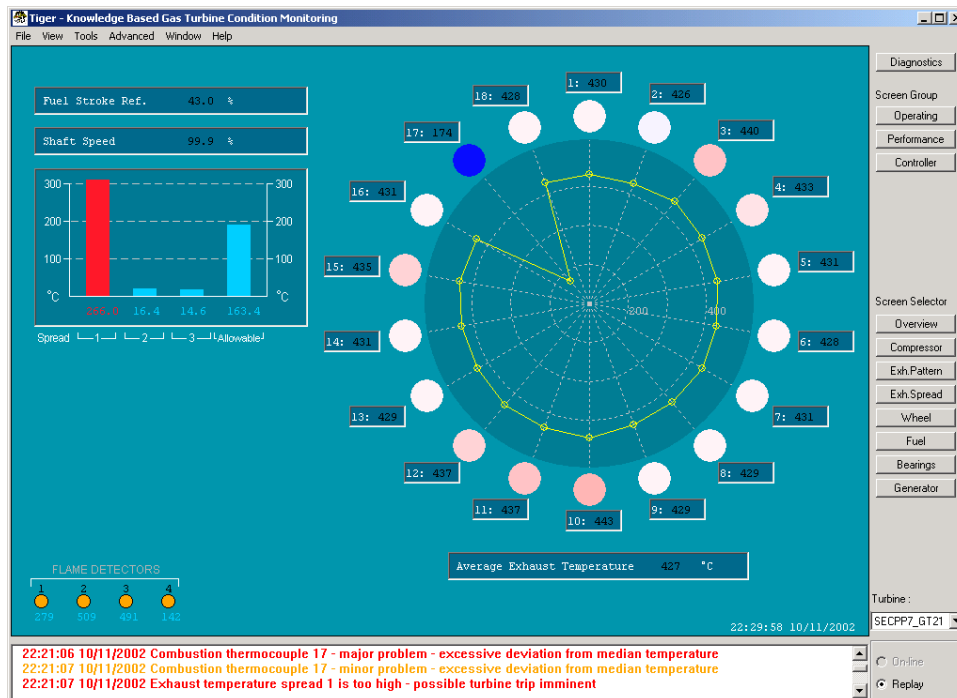 Tiger - Knowledge Based Gas Turbine Condition Monitoring
File View Tools Advanced Window Help
Diagnostics
Screen Group
Operating
Performance
Controller
Screen Selector
Overview
Compressor
Exh.Pattern
Exh.Spread
Wheel
Fuel
Bearings
Generator
Turbine :
SECPP7_GT21
On-line
Replay
Fuel Stroke Ref. 43.0 %
Shaft Speed 99.9 %
300 300
200 200
100 100
°C °C
16.4 14.6 163.4
Spread 1 2 3 Allowable
1: 430
2: 426
3: 440
4: 433
5: 431
6: 428
7: 431
8: 429
9: 429
10: 443
11: 437
12: 437
13: 429
14: 431
15: 435
16: 431
17: 174
18: 428
200 400
Average Exhaust Temperature 427 °C
FLAME DETECTORS
1 2 3 4
279 509 491 142
22:29:58 10/11/2002
22:21:06 10/11/2002 Combustion thermocouple 17 - major problem - excessive deviation from median temperature
22:21:07 10/11/2002 Combustion thermocouple 17 - minor problem - excessive deviation from median temperature
22:21:07 10/11/2002 Exhaust temperature spread 1 is too high - possible turbine trip imminent